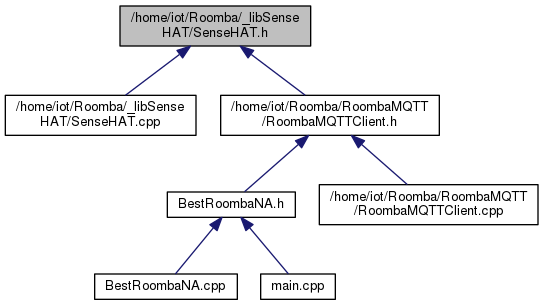 /home/iot/Roomba/_libSense
HAT/SenseHAT.h
/home/iot/Roomba/_libSense
HAT/SenseHAT.cpp
/home/iot/Roomba/RoombaMQTT
/RoombaMQTTClient.h
BestRoombaNA.h
/home/iot/Roomba/RoombaMQTT
/RoombaMQTTClient.cpp
BestRoombaNA.cpp
main.cpp